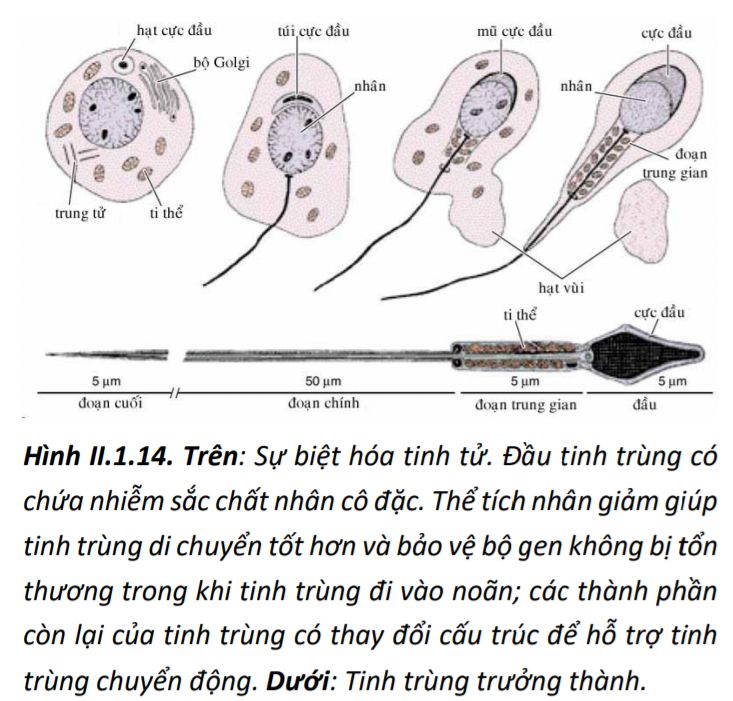 hạt cực đầu
bộ Golgi
trung tử
ti thể
túi cực đầu
nhân
mũ cực đầu
hạt vùi
cực đầu
nhân
đoạn
trung gian
ti thể
cực đầu
5 μm
50 μm
5 μm
5 μm
đoạn cuối
đoạn chính
đoạn trung gian
đầu
Hình II.1.14. Trên: Sự biệt hóa tinh tử. Đầu tinh trùng có
chứa nhiễm sắc chất nhân cô đặc. Thể tích nhân giảm giúp
tinh trùng di chuyển tốt hơn và bảo vệ bộ gen không bị tổn
thương trong khi tinh trùng đi vào noãn; các thành phần
còn lại của tinh trùng có thay đổi cấu trúc để hỗ trợ tinh
trùng chuyển động. Dưới: Tinh trùng trưởng thành.